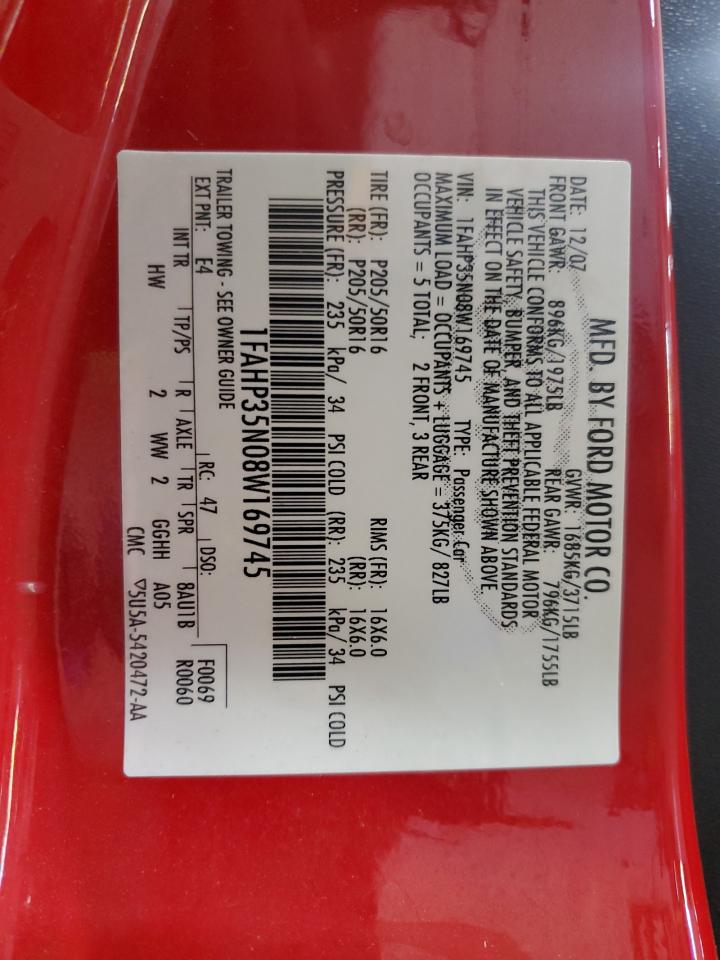 MFD. BY FORD MOTOR CO.
DATE: 12/07 GVWR: 1685KG/3715LB
FRONT GAWR: 896KG/1975LB REAR GAWR: 796KG/1755LB
THIS VEHICLE CONFORMS TO ALL APPLICABLE FEDERAL MOTOR
VEHICLE SAFETY, BUMPER, AND THEFT PREVENTION STANDARDS
IN EFFECT ON THE DATE OF MANUFACTURE SHOWN ABOVE.
VIN: 1FAHP35N08W169745 TYPE: Passenger Car
MAXIMUM LOAD = OCCUPANTS + LUGGAGE = 375KG/ 827LB
OCCUPANTS = 5 TOTAL; 2 FRONT, 3 REAR
TIRE (FR): P205/50R16 RIMS (FR): 16X6.0
(RR): P205/50R16 (RR): 16X6.0
PRESSURE (FR): 235 kPa/ 34 PSI COLD (RR): 235 kPa/ 34 PSI COLD
1FAHP35N08W169745
TRAILER TOWING - SEE OWNER GUIDE
EXT PNT: E4 RC: 47 DSO: F0069
INT TR TP/PS R AXLE TR SPR 8AU1B R0060
HW 2 WW 2 GGHH A05
CMC ▽5U5A-5420472-AA